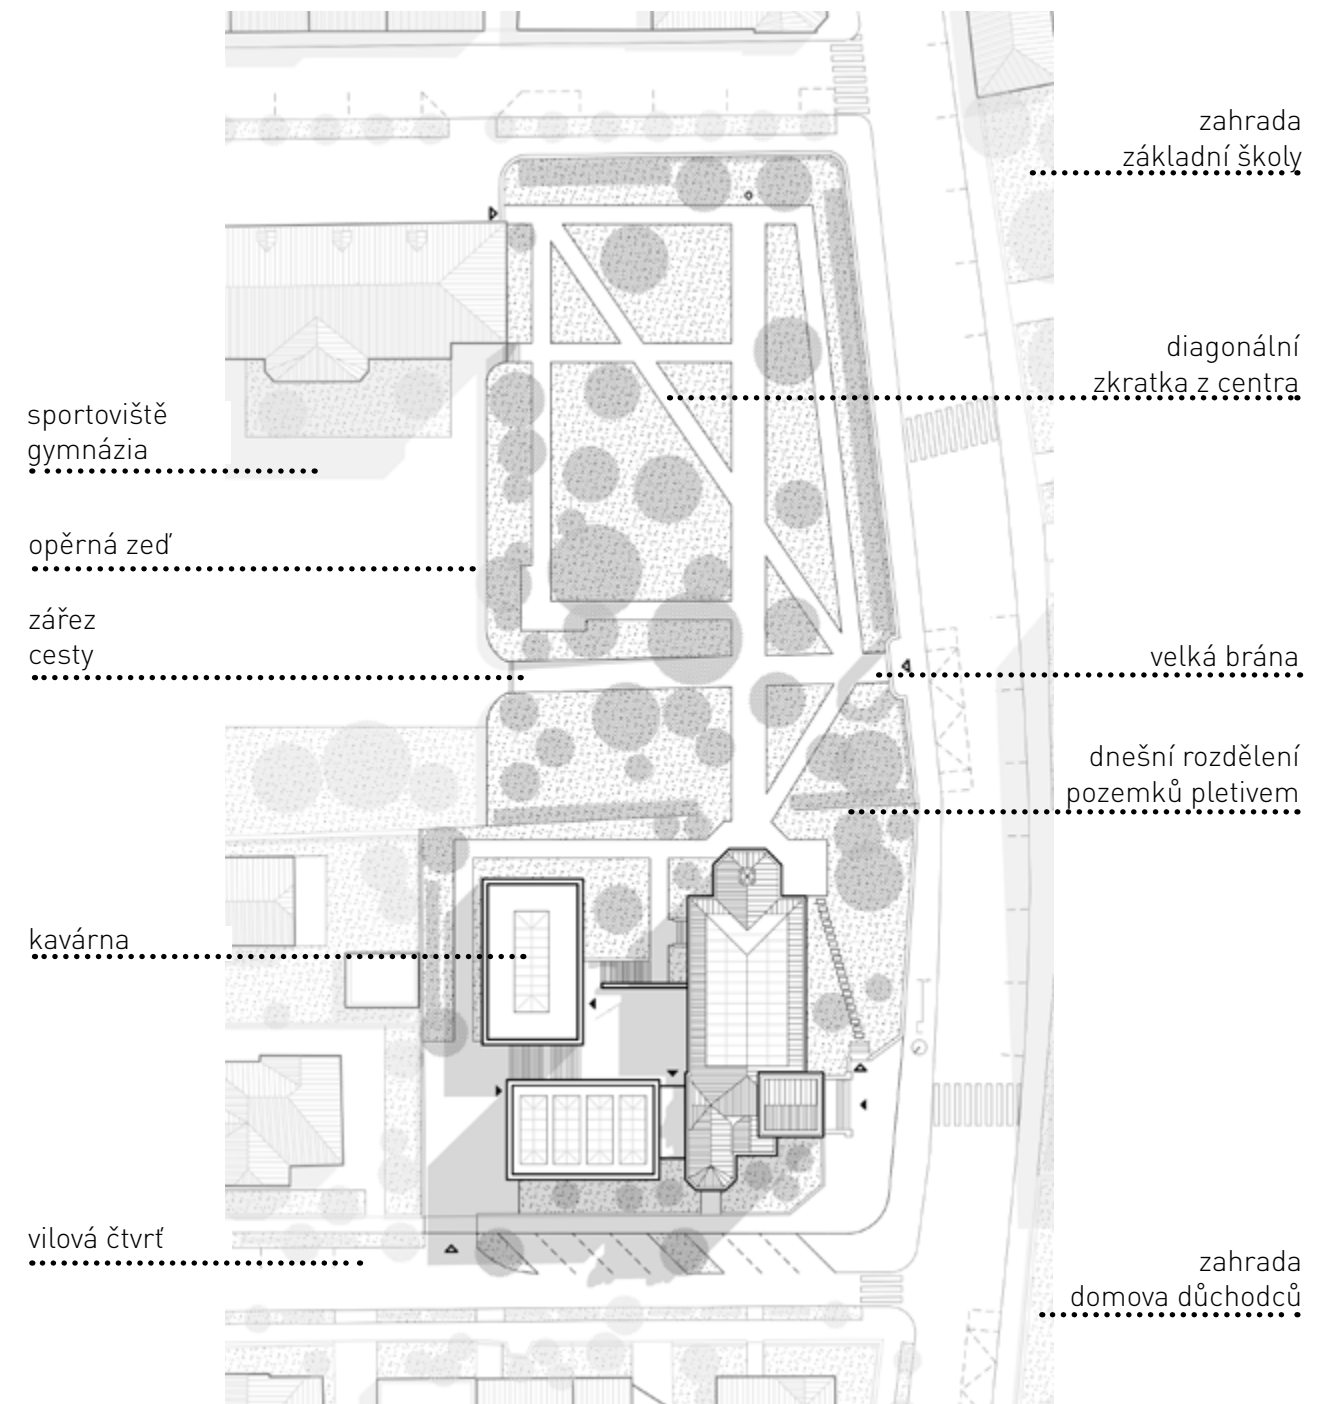 zahrada
základní školy
diagonální
zkratka z centra
sportoviště
gymnázia
opěrná zeď
zářez
cesty
velká brána
dnešní rozdělení
pozemků pletivem
kavárna
vilová čtvrť
zahrada
domova důchodců